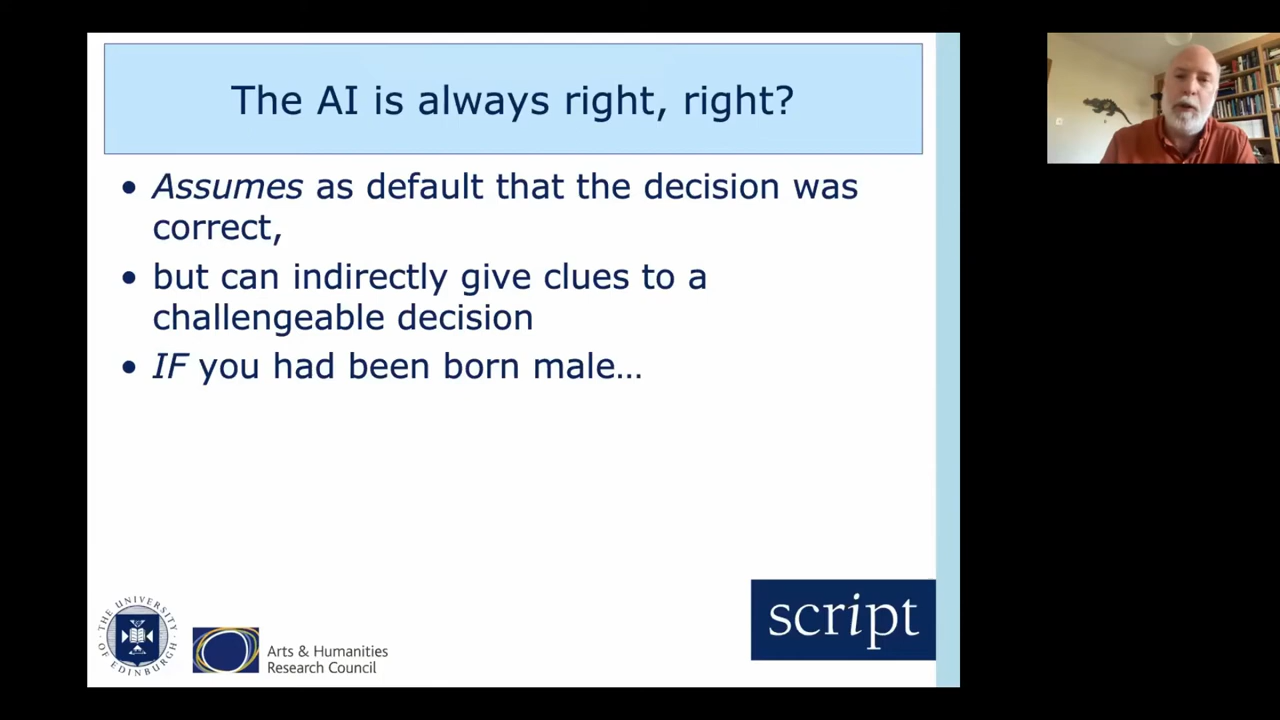 The AI is always right, right?
• Assumes as default that the decision was
correct,
• but can indirectly give clues to a
challengeable decision
• IF you had been born male…
THE UNIVERSITY OF EDINBURGH
Arts & Humanities
Research Council
script